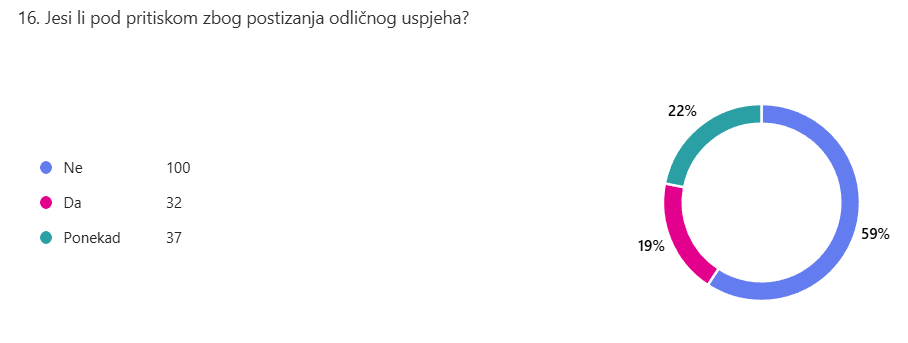 16. Jesi li pod pritiskom zbog postizanja odličnog uspjeha?
22%
Ne 100
Da 32
Ponekad 37
59%
19%